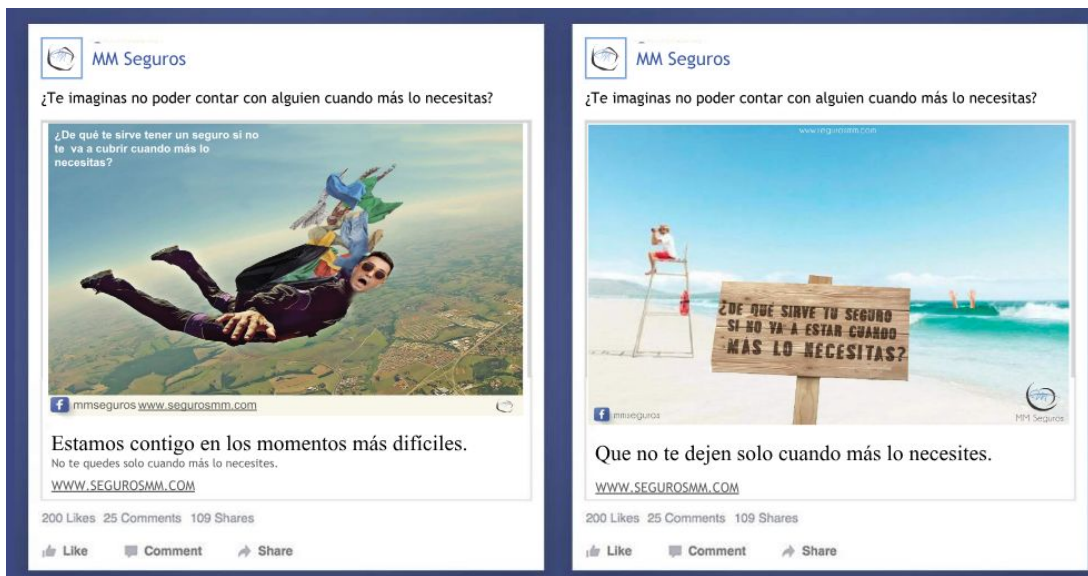 MM Seguros
¿Te imaginas no poder contar con alguien cuando más lo necesitas?
¿De qué te sirve tener un seguro si no
te va a cubrir cuando más lo
necesitas?
mmseguros www.segurosmm.com
Estamos contigo en los momentos más difíciles.
No te quedes solo cuando más lo necesites.
WWW.SEGUROSMM.COM
200 Likes 25 Comments 109 Shares
Like Comment Share
MM Seguros
¿Te imaginas no poder contar con alguien cuando más lo necesitas?
www.segurosmm.com
¿DE QUÉ SIRVE TU SEGURO
SI NO VA A ESTAR CUANDO
MÁS LO NECESITAS?
mmseguros
MM Seguros
Que no te dejen solo cuando más lo necesites.
WWW.SEGUROSMM.COM
200 Likes 25 Comments 109 Shares
Like Comment Share